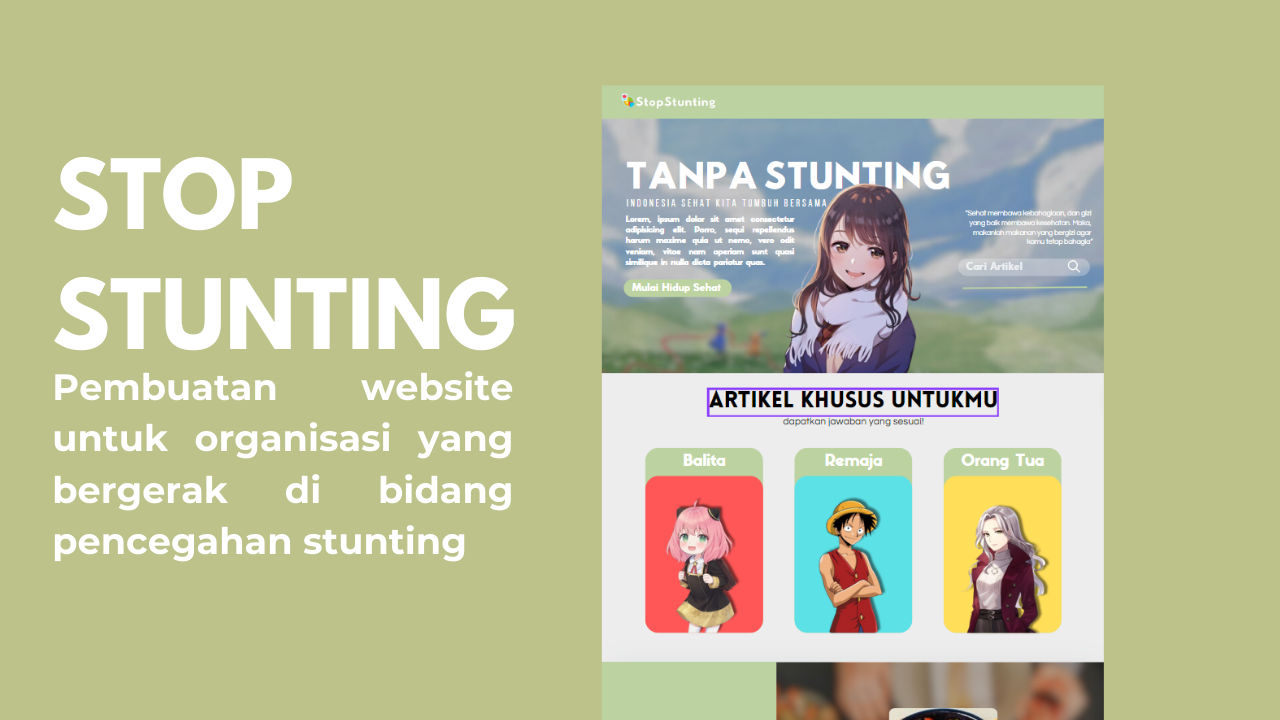 STOP
STUNTING
Pembuatan website
untuk organisasi yang
bergerak di bidang
pencegahan stunting
StopStunting
TANPA STUNTING
INDONESIA SEHAT KITA TUMBUH BERSAMA
Lorem, ipsum dolor sit amet consectetur
adipisicing elit. Porro, sequi repellendus
harum maxime quia ut nemo, vero odit
veniam, vitae nam aperiam sunt quasi
similique in nulla dicta pariatur quas.
Mulai Hidup Sehat
"Sehat membawa kebahagiaan, dan gizi
yang baik membawa kesehatan. Maka,
makanlah makanan yang bergizi agar
kamu tetap bahagia"
Cari Artikel
ARTIKEL KHUSUS UNTUKMU
dapatkan jawaban yang sesuai!
Balita
Remaja
Orang Tua